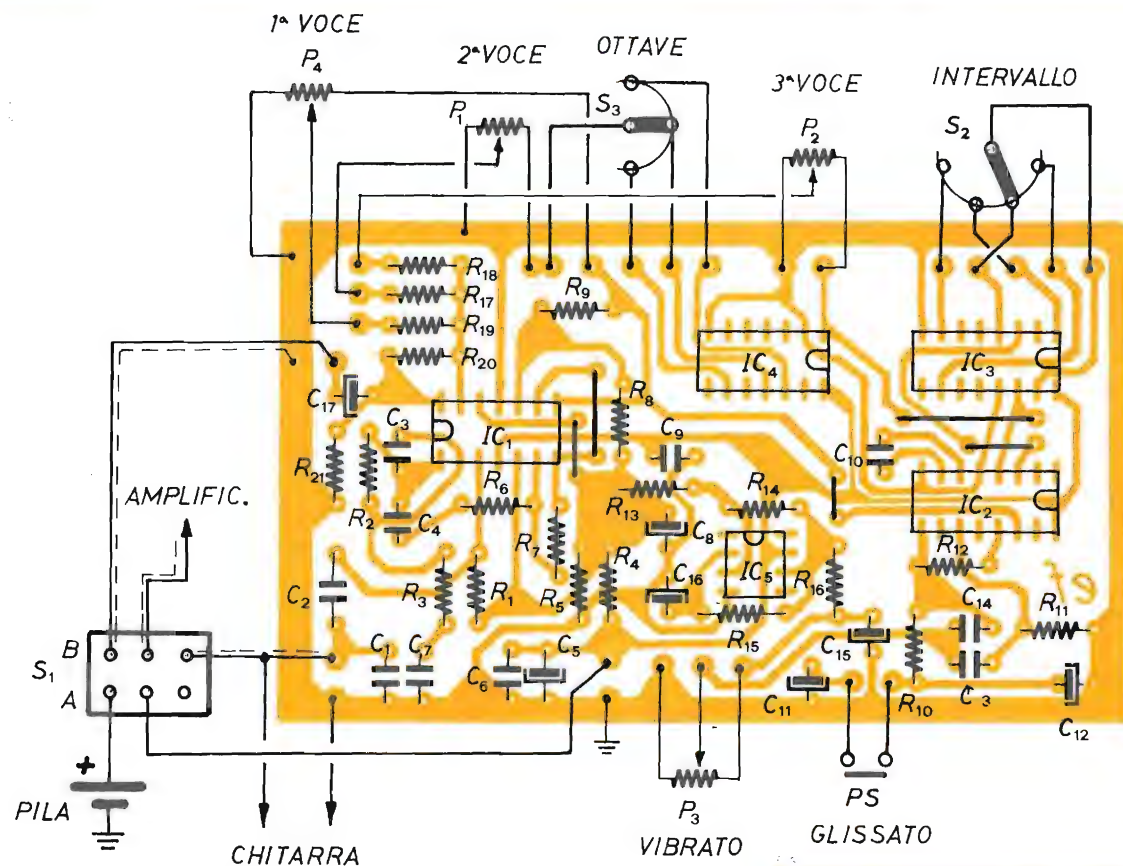 1ª VOCE
P4
2ª VOCE
P1
OTTAVE
S3
3ª VOCE
P2
INTERVALLO
S2
R18
R17
R19
R20
R9
IC4
IC3
C17
C3
IC1
R8
C9
C10
R21
R2
C4
R6
R7
R13
R14
C8
IC2
AMPLIFIC.
C2
R3
R1
R5
R4
C16
IC5
R16
R12
ef
C14
R11
R15
B
S1
A
C1
C7
C6
C5
C11
C15
R10
C3
C12
+
PILA
CHITARRA
P3
VIBRATO
PS
GLISSATO